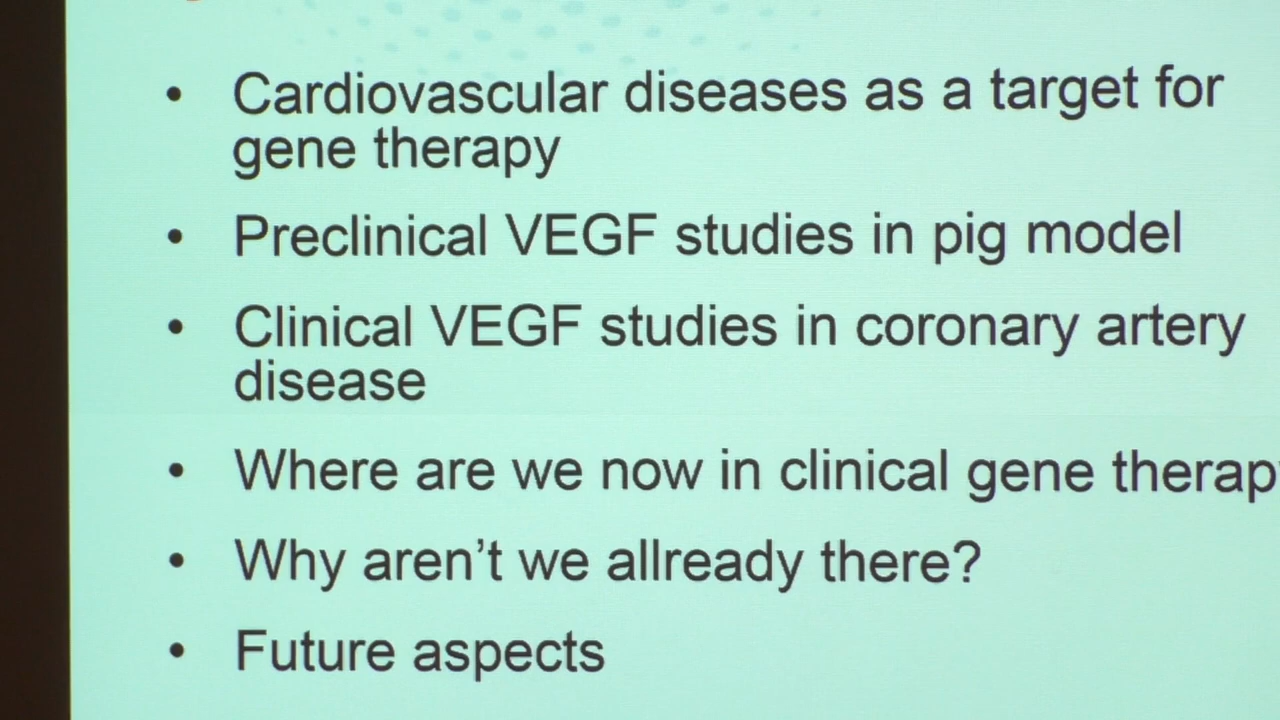 • Cardiovascular diseases as a target for
gene therapy
• Preclinical VEGF studies in pig model
• Clinical VEGF studies in coronary artery
disease
• Where are we now in clinical gene therap
• Why aren’t we allready there?
• Future aspects